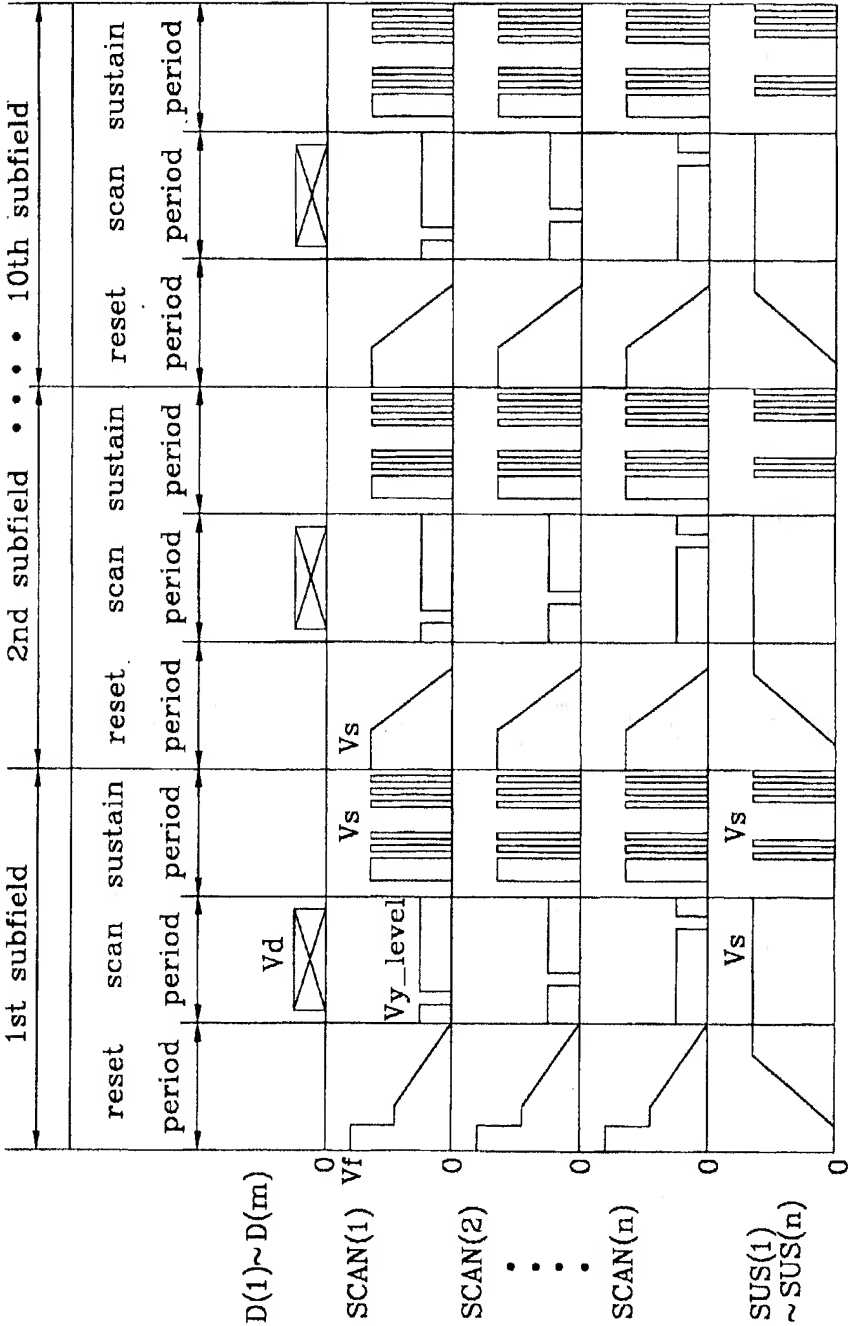 1st subfield 2nd subfield • • • • 10th subfield
reset scan sustain reset scan sustain reset scan sustain
period period period period period period period period period
D(1)~D(m) 0 Vd
SCAN(1) Vf 0 Vy_level Vs Vs
SCAN(2) 0
• • • •
SCAN(n) 0
SUS(1) Vs Vs
~SUS(n) 0